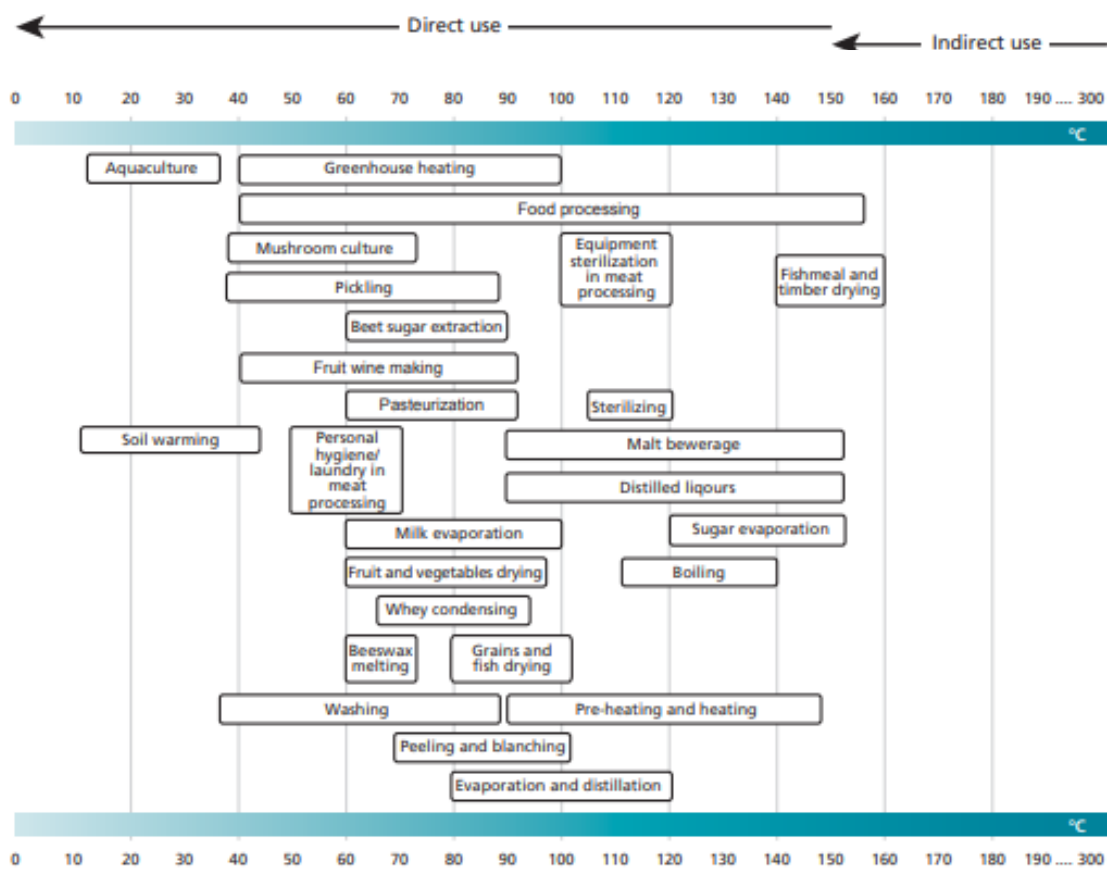 Direct use
Indirect use
0 10 20 30 40 50 60 70 80 90 100 110 120 130 140 150 160 170 180 190 .... 300
°C
Aquaculture
Greenhouse heating
Food processing
Mushroom culture
Equipment
sterilization
in meat
processing
Fishmeal and
timber drying
Pickling
Beet sugar extraction
Fruit wine making
Pasteurization
Sterilizing
Soil warming
Personal
hygiene/
laundry in
meat
processing
Malt bewerage
Distilled liqours
Milk evaporation
Sugar evaporation
Fruit and vegetables drying
Boiling
Whey condensing
Beeswax
melting
Grains and
fish drying
Washing
Pre-heating and heating
Peeling and blanching
Evaporation and distillation
°C
0 10 20 30 40 50 60 70 80 90 100 110 120 130 140 150 160 170 180 190 .... 300